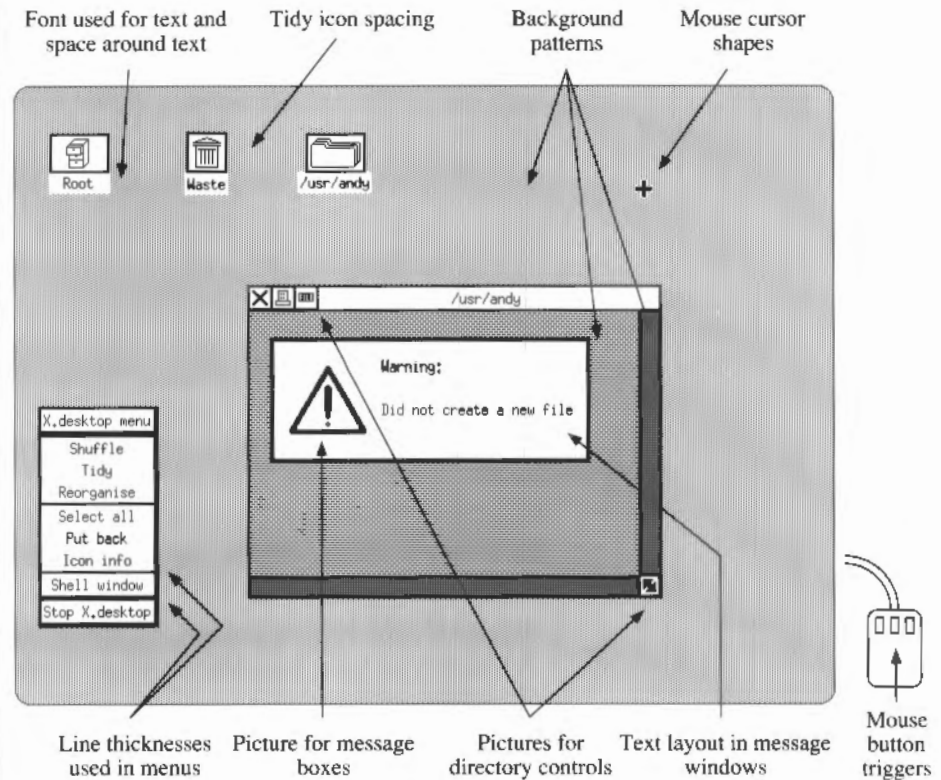 Font used for text and
space around text
Tidy icon spacing
Background
patterns
Mouse cursor
shapes
Root
Waste
/usr/andy
/usr/andy
Warning:
Did not create a new file
X.desktop menu
Shuffle
Tidy
Reorganise
Select all
Put back
Icon info
Shell window
Stop X.desktop
Line thicknesses
used in menus
Picture for message
boxes
Pictures for
directory controls
Text layout in message
windows
Mouse
button
triggers